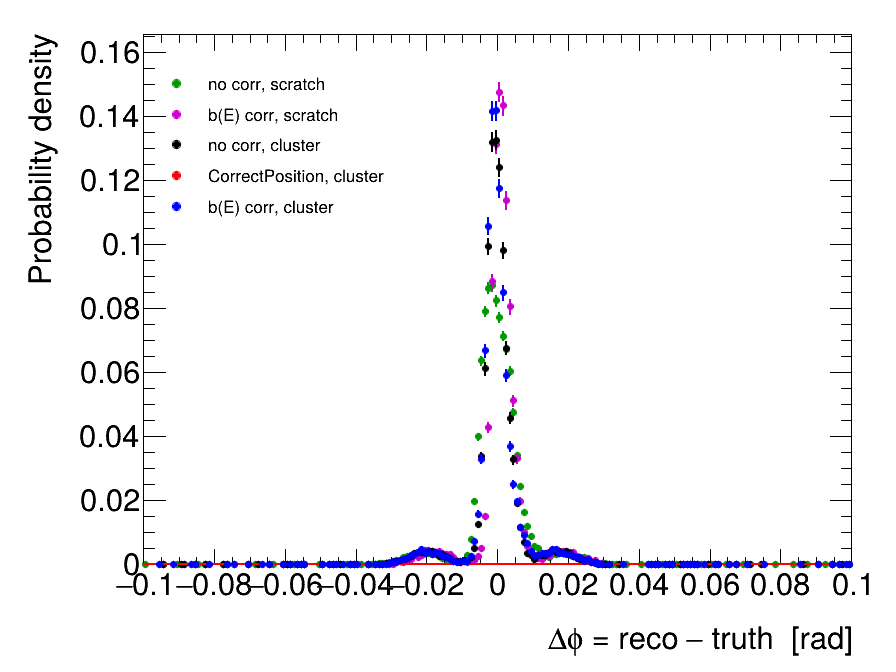 Probability density
0.16
0.14
0.12
0.1
0.08
0.06
0.04
0.02
0
no corr, scratch
b(E) corr, scratch
no corr, cluster
CorrectPosition, cluster
b(E) corr, cluster
−0.1 −0.08 −0.06 −0.04 −0.02 0 0.02 0.04 0.06 0.08 0.1
Δϕ = reco − truth [rad]